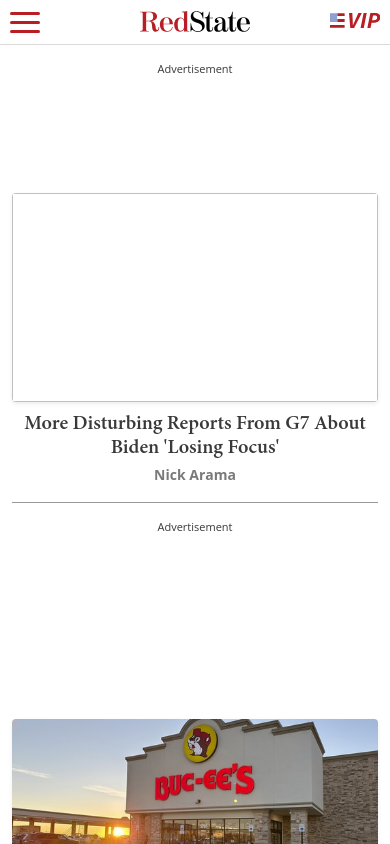 RedState
VIP
Advertisement
More Disturbing Reports From G7 About
Biden 'Losing Focus'
Nick Arama
Advertisement
BUC-EE'S